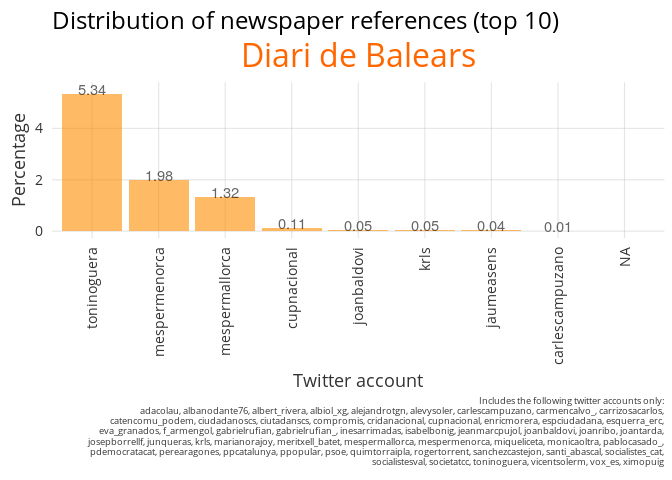 Distribution of newspaper references (top 10)
Diari de Balears
Percentage
4
2
0
5.34
1.98
1.32
0.11
0.05
0.05
0.04
0.01
toninoguera
mespermenorca
mespermallorca
cupnacional
joanbaldovi
krls
jaumeasens
carlescampuzano
NA
Twitter account
Includes the following twitter accounts only:
adacolau, albanodante76, albert_rivera, albiol_xg, alejandrotgn, alevysoler, carlescampuzano, carmencalvo_, carrizosacarlos,
catencomu_podem, ciudadanoscs, ciutadanscs, compromis, cridanacional, cupnacional, enricmorera, espciudadana, esquerra_erc,
eva_granados, f_armengol, gabrielrufian, gabrielrufian_, inesarrimadas, isabelbonig, jeanmarcpujol, joanbaldovi, joanribo, joantarda,
josepborrellf, junqueras, krls, marianorajoy, meritxell_batet, mespermallorca, mespermenorca, miqueliceta, monicaoltra, pablocasado_,
pdemocratacat, perearagones, ppcatalunya, ppopular, psoe, quimtorraipla, rogertorrent, sanchezcastejon, santi_abascal, socialistes_cat,
socialistesval, societatcc, toninoguera, vicentsolerm, vox_es, ximopuig